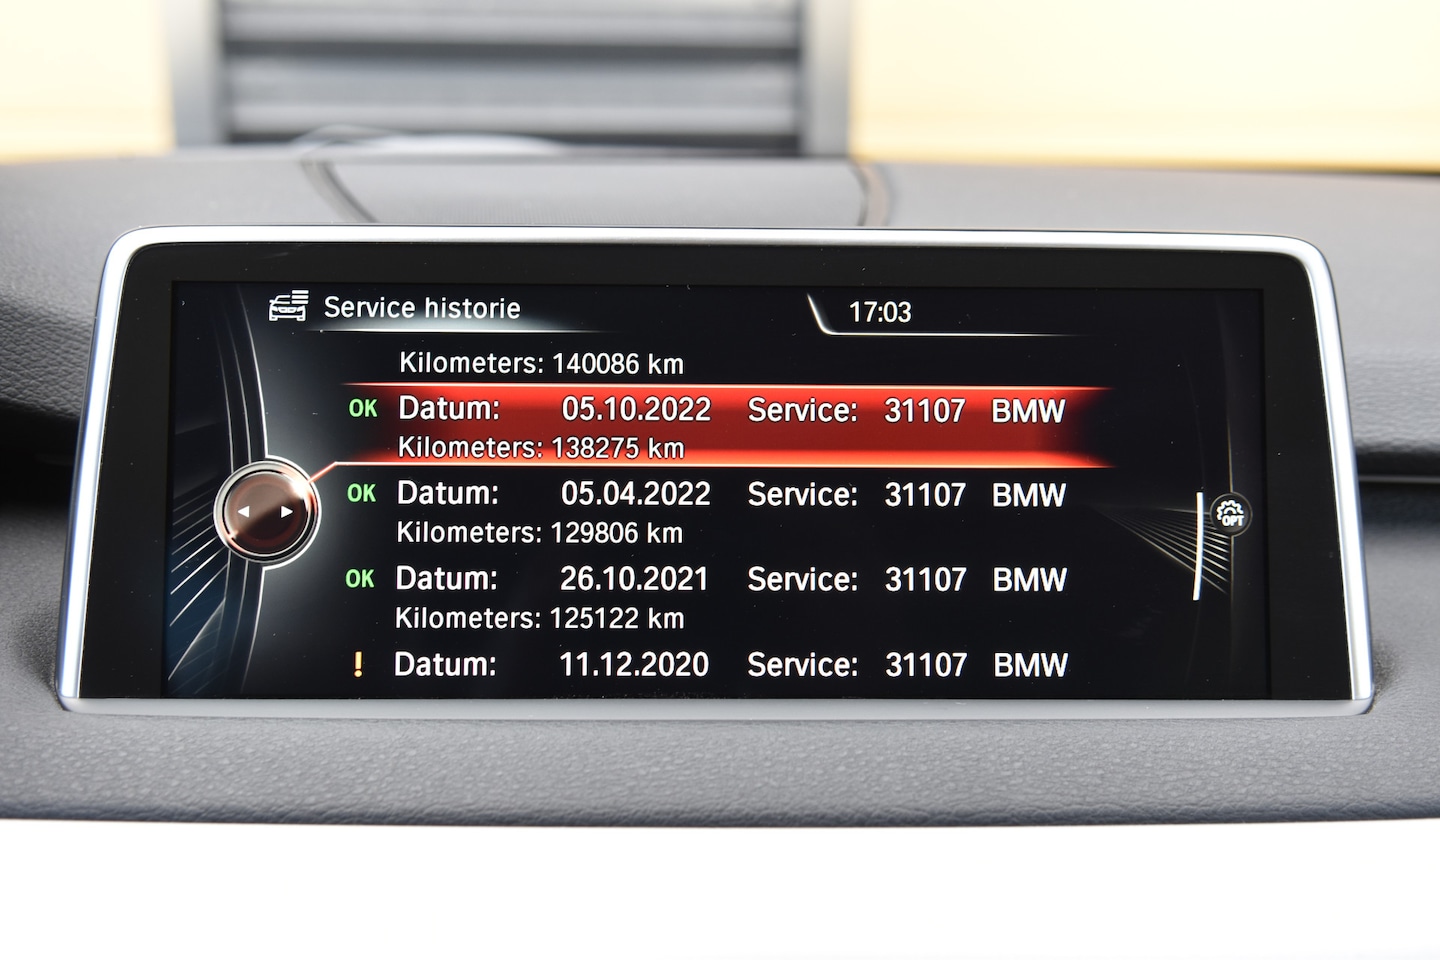 Service historie 17:03
Kilometers: 140086 km
OK Datum: 05.10.2022 Service: 31107 BMW
Kilometers: 138275 km
OK Datum: 05.04.2022 Service: 31107 BMW
Kilometers: 129806 km
OK Datum: 26.10.2021 Service: 31107 BMW
Kilometers: 125122 km
! Datum: 11.12.2020 Service: 31107 BMW
OPT